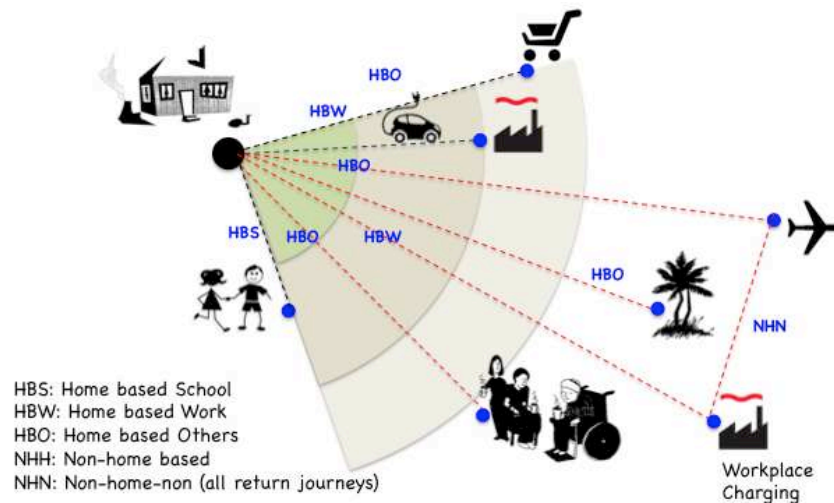 HBO
HBW
HBO
HBS
HBO
HBW
HBO
NHN
HBS: Home based School
HBW: Home based Work
HBO: Home based Others
NHH: Non-home based
NHN: Non-home-non (all return journeys)
Workplace
Charging